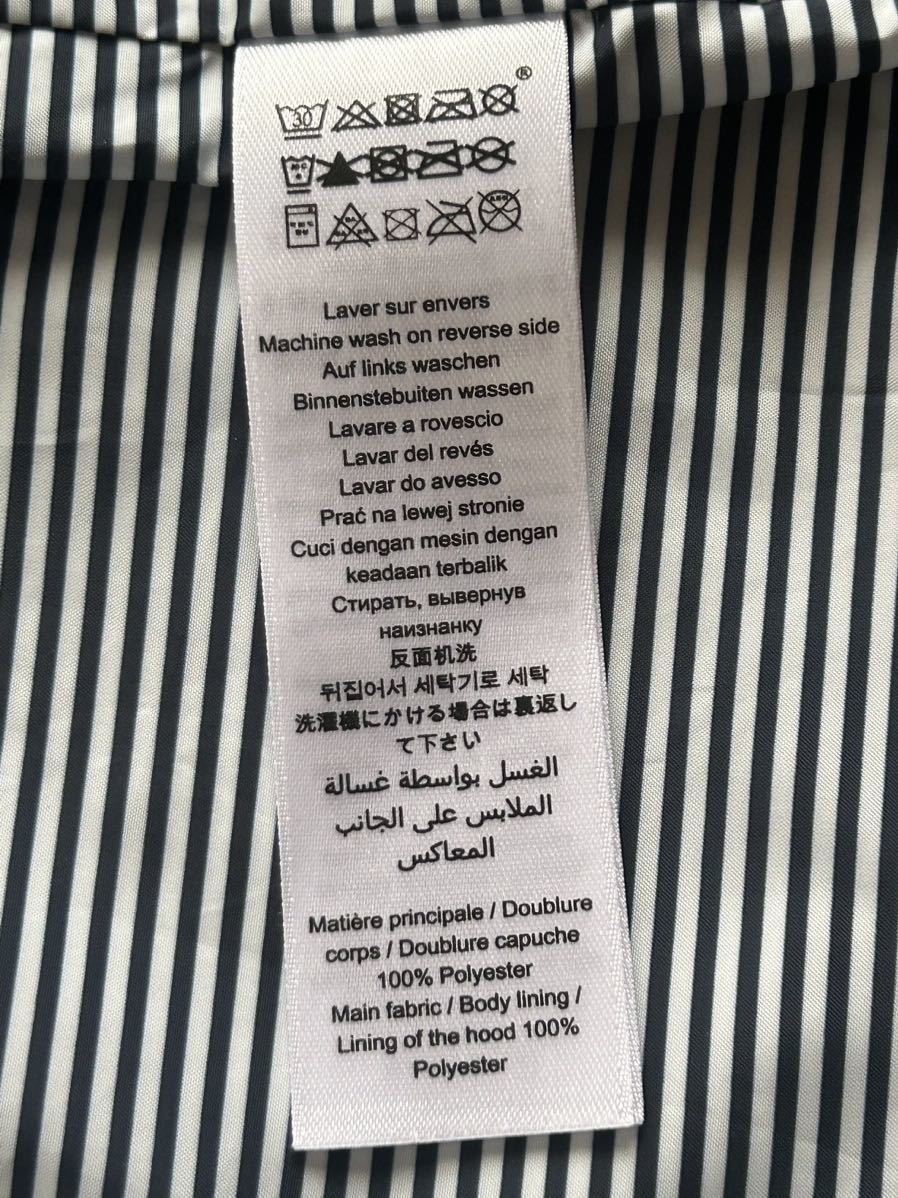 30
®
Laver sur envers
Machine wash on reverse side
Auf links waschen
Binnenstebuiten wassen
Lavare a rovescio
Lavar del revés
Lavar do avesso
Prać na lewej stronie
Cuci dengan mesin dengan
keadaan terbalik
Стирать, вывернув
наизнанку
反面机洗
뒤집어서 세탁기로 세탁
洗濯機にかける場合は裏返し
て下さい
الغسل بواسطة غسالة
الملابس على الجانب
المعاكس
Matière principale / Doublure
corps / Doublure capuche
100% Polyester
Main fabric / Body lining /
Lining of the hood 100%
Polyester